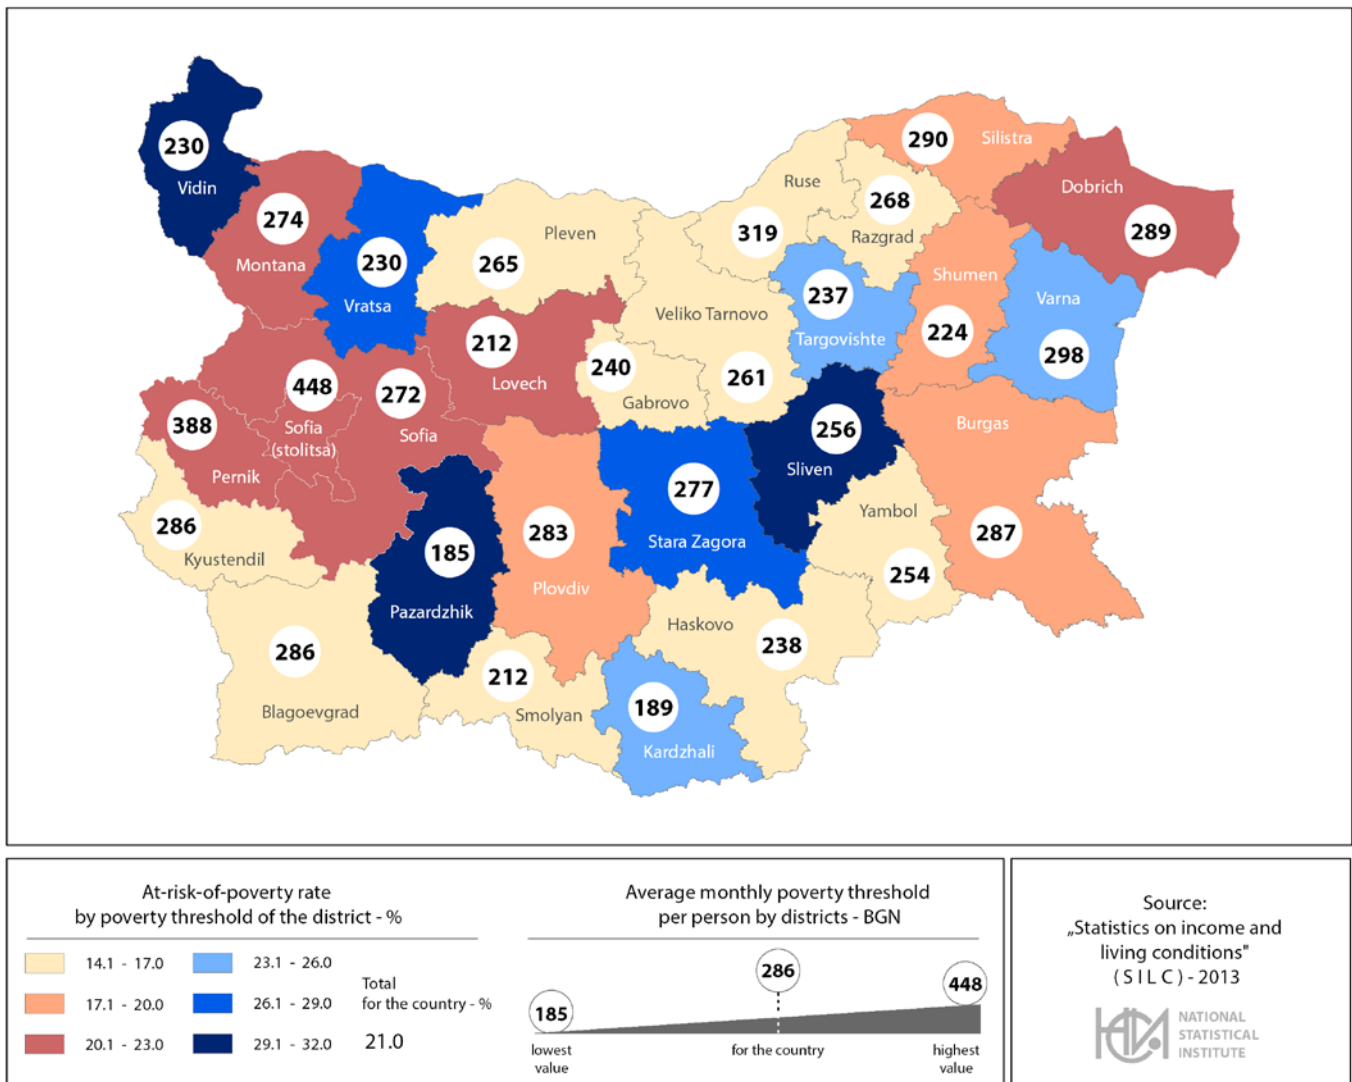 230
Vidin
274
Montana
230
Vratsa
265
Pleven
Ruse
319
268
Razgrad
290
Silistra
Dobrich
289
Shumen
224
Varna
298
237
Targovishte
Veliko Tarnovo
261
212
Lovech
240
Gabrovo
448
Sofia
(stolitsa)
272
Sofia
388
Pernik
286
Kyustendil
185
Pazardzhik
283
Plovdiv
277
Stara Zagora
256
Sliven
Burgas
287
Yambol
254
Haskovo
238
286
Blagoevgrad
212
Smolyan
189
Kardzhali
At-risk-of-poverty rate
by poverty threshold of the district - %
14.1 - 17.0
17.1 - 20.0
20.1 - 23.0
23.1 - 26.0
26.1 - 29.0
29.1 - 32.0
Total
for the country - %
21.0
Average monthly poverty threshold
per person by districts - BGN
185
286
448
lowest
value
for the country
highest
value
Source:
„Statistics on income and
living conditions"
( S I L C ) - 2013
НСИ
NATIONAL
STATISTICAL
INSTITUTE